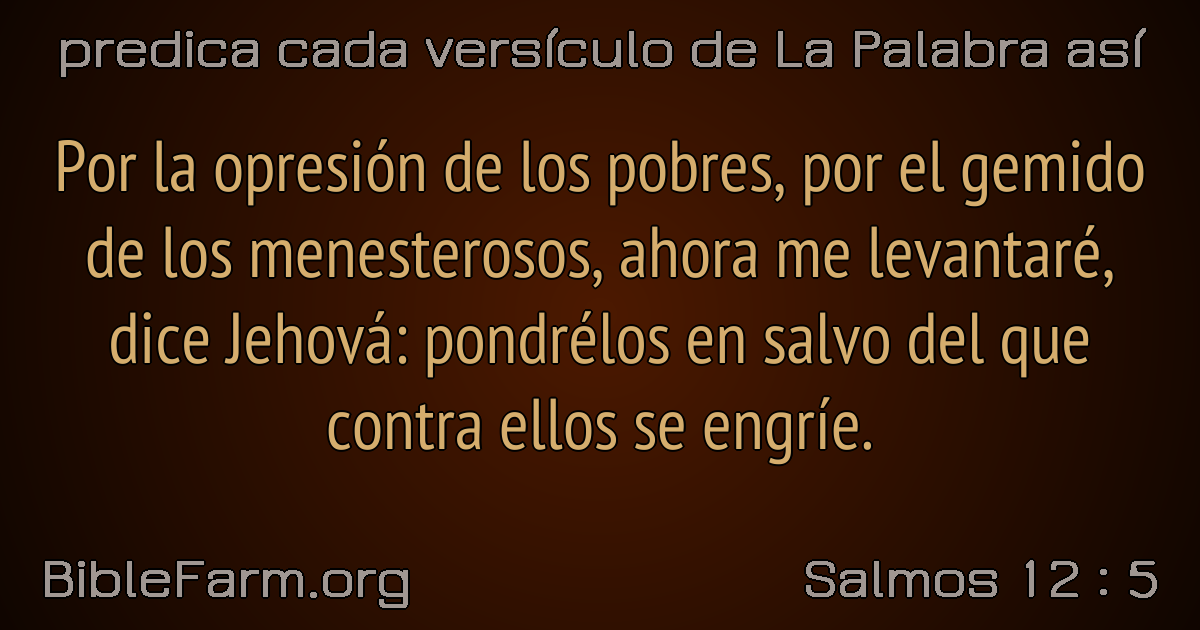 predica cada versículo de La Palabra así
Por la opresión de los pobres, por el gemido
de los menesterosos, ahora me levantaré,
dice Jehová: pondrélos en salvo del que
contra ellos se engríe.
BibleFarm.org
Salmos 12 : 5